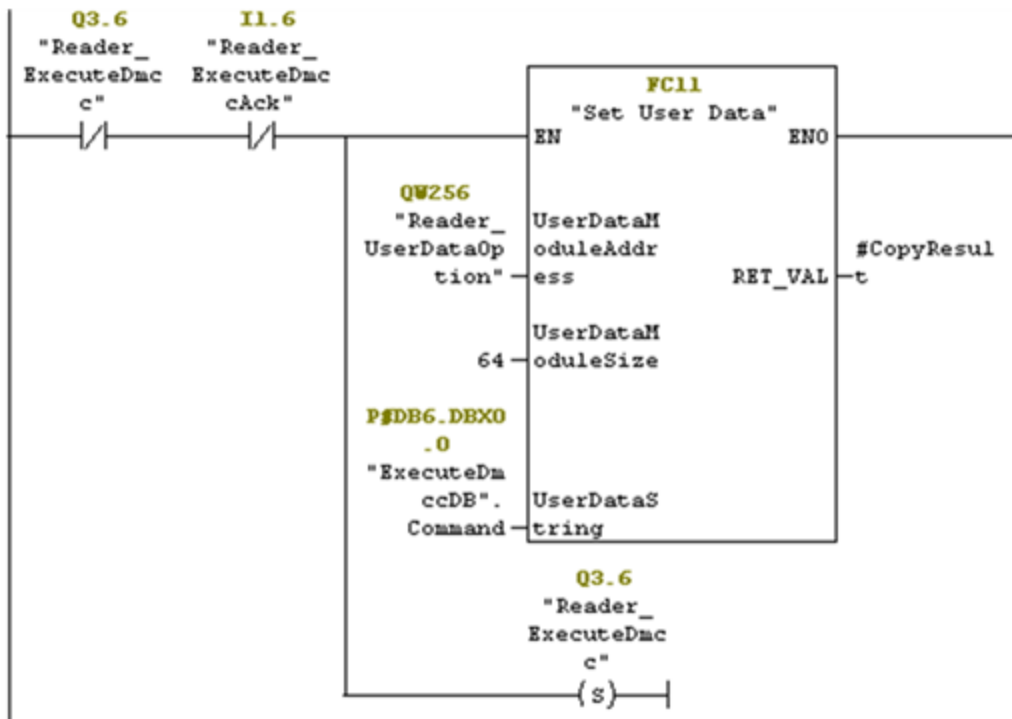 Q3.6
"Reader_
ExecuteDmc
c"
I1.6
"Reader_
ExecuteDmc
cAck"
FC11
"Set User Data"
EN
ENO
QW256
"Reader_
UserDataOp
tion"
UserDataM
oduleAddr
ess
#CopyResul
RET_VAL
t
UserDataM
64
oduleSize
P#DB6.DBX0
.0
"ExecuteDm
ccDB".
Command
UserDataS
tring
Q3.6
"Reader_
ExecuteDmc
c"
S